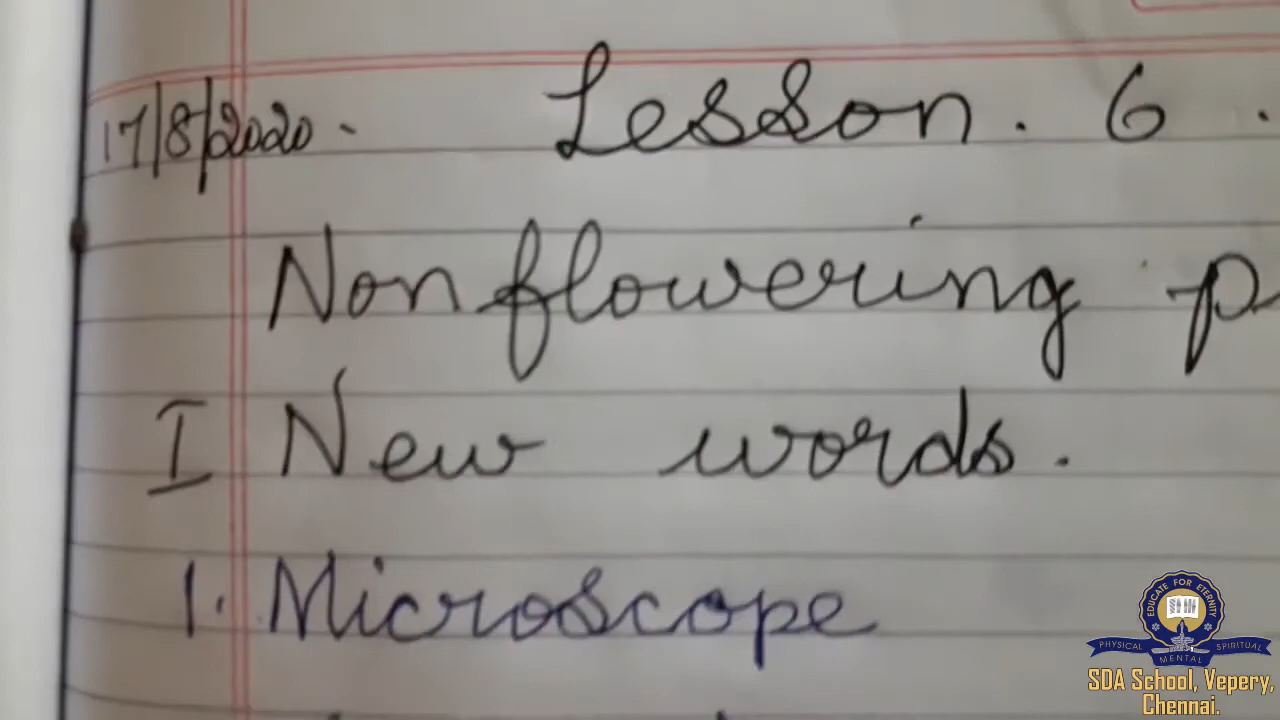 17/8/2020. Lesson. 6.
Nonflowering p
I New words.
1. Microscope
EDUCATE FOR ETERNITY
PHYSICAL MENTAL SPIRITUAL
SDA School, Vepery,
Chennai.